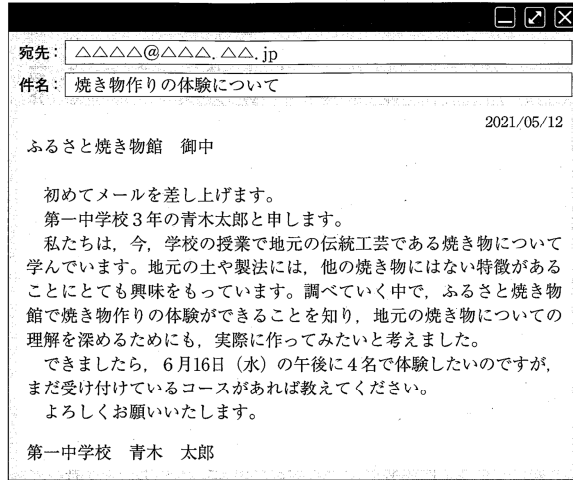 宛先： △△△△@△△△. △△. jp
件名： 焼き物作りの体験について
2021/05/12
ふるさと焼き物館　御中
　初めてメールを差し上げます。
　第一中学校３年の青木太郎と申します。
　私たちは，今，学校の授業で地元の伝統工芸である焼き物について
学んでいます。地元の土や製法には，他の焼き物にはない特徴がある
ことにとても興味をもっています。調べていく中で，ふるさと焼き物
館で焼き物作りの体験ができることを知り，地元の焼き物についての
理解を深めるためにも，実際に作ってみたいと考えました。
　できましたら，６月16日（水）の午後に４名で体験したいのですが，
まだ受け付けているコースがあれば教えてください。
　よろしくお願いいたします。
第一中学校　青木　太郎